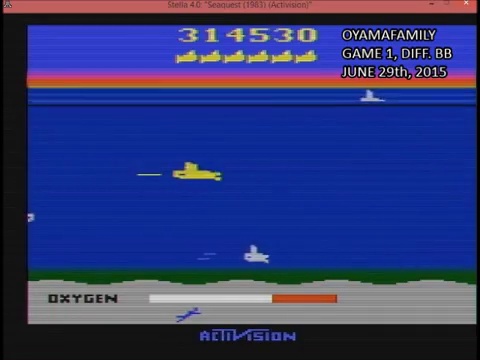 Stella 4.0: "Seaquest (1983) (Activision)"
314530
OYAMAFAMILY
GAME 1, DIFF. BB
JUNE 29th, 2015
OXYGEN
ACTIVISION